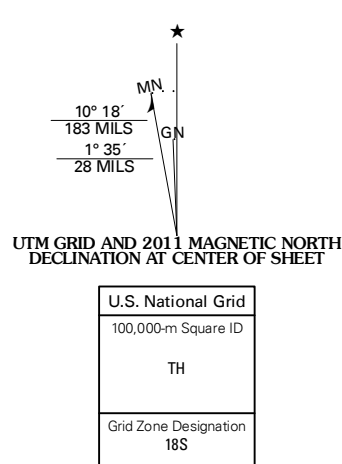 ★
MN
10° 18´
183 MILS
GN
1° 35´
28 MILS
UTM GRID AND 2011 MAGNETIC NORTH
DECLINATION AT CENTER OF SHEET
U.S. National Grid
100,000-m Square ID
TH
Grid Zone Designation
18S